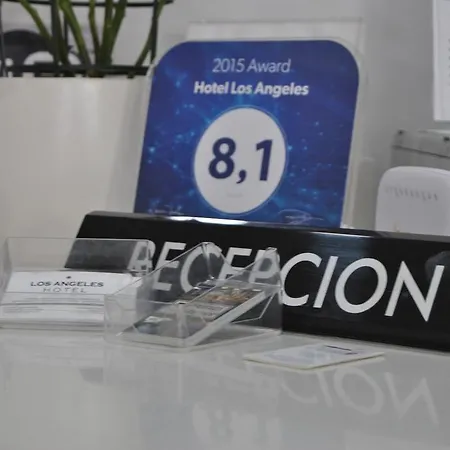 2015 Award
Hotel Los Angeles
8,1
RECEPCION
LOS ANGELES
HOTEL